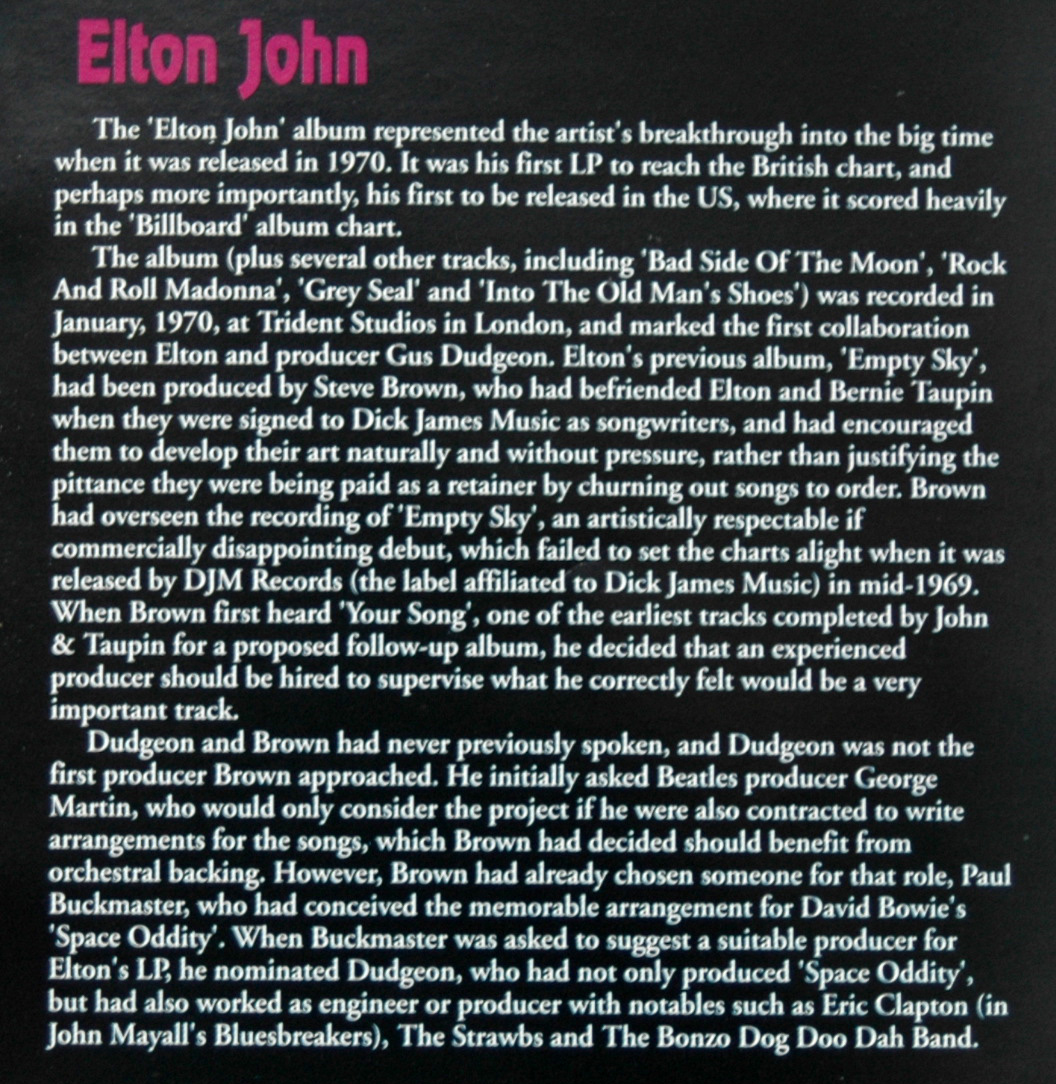 Elton John
The 'Elton John' album represented the artist's breakthrough into the big time
when it was released in 1970. It was his first LP to reach the British chart, and
perhaps more importantly, his first to be released in the US, where it scored heavily
in the 'Billboard' album chart.
The album (plus several other tracks, including 'Bad Side Of The Moon', 'Rock
And Roll Madonna', 'Grey Seal' and 'Into The Old Man's Shoes') was recorded in
January, 1970, at Trident Studios in London, and marked the first collaboration
between Elton and producer Gus Dudgeon. Elton's previous album, 'Empty Sky',
had been produced by Steve Brown, who had befriended Elton and Bernie Taupin
when they were signed to Dick James Music as songwriters, and had encouraged
them to develop their art naturally and without pressure, rather than justifying the
pittance they were being paid as a retainer by churning out songs to order. Brown
had overseen the recording of 'Empty Sky', an artistically respectable if
commercially disappointing debut, which failed to set the charts alight when it was
released by DJM Records (the label affiliated to Dick James Music) in mid-1969.
When Brown first heard 'Your Song', one of the earliest tracks completed by John
& Taupin for a proposed follow-up album, he decided that an experienced
producer should be hired to supervise what he correctly felt would be a very
important track.
Dudgeon and Brown had never previously spoken, and Dudgeon was not the
first producer Brown approached. He initially asked Beatles producer George
Martin, who would only consider the project if he were also contracted to write
arrangements for the songs, which Brown had decided should benefit from
orchestral backing. However, Brown had already chosen someone for that role, Paul
Buckmaster, who had conceived the memorable arrangement for David Bowie's
'Space Oddity'. When Buckmaster was asked to suggest a suitable producer for
Elton's LP, he nominated Dudgeon, who had not only produced 'Space Oddity',
but had also worked as engineer or producer with notables such as Eric Clapton (in
John Mayall's Bluesbreakers), The Strawbs and The Bonzo Dog Doo Dah Band.